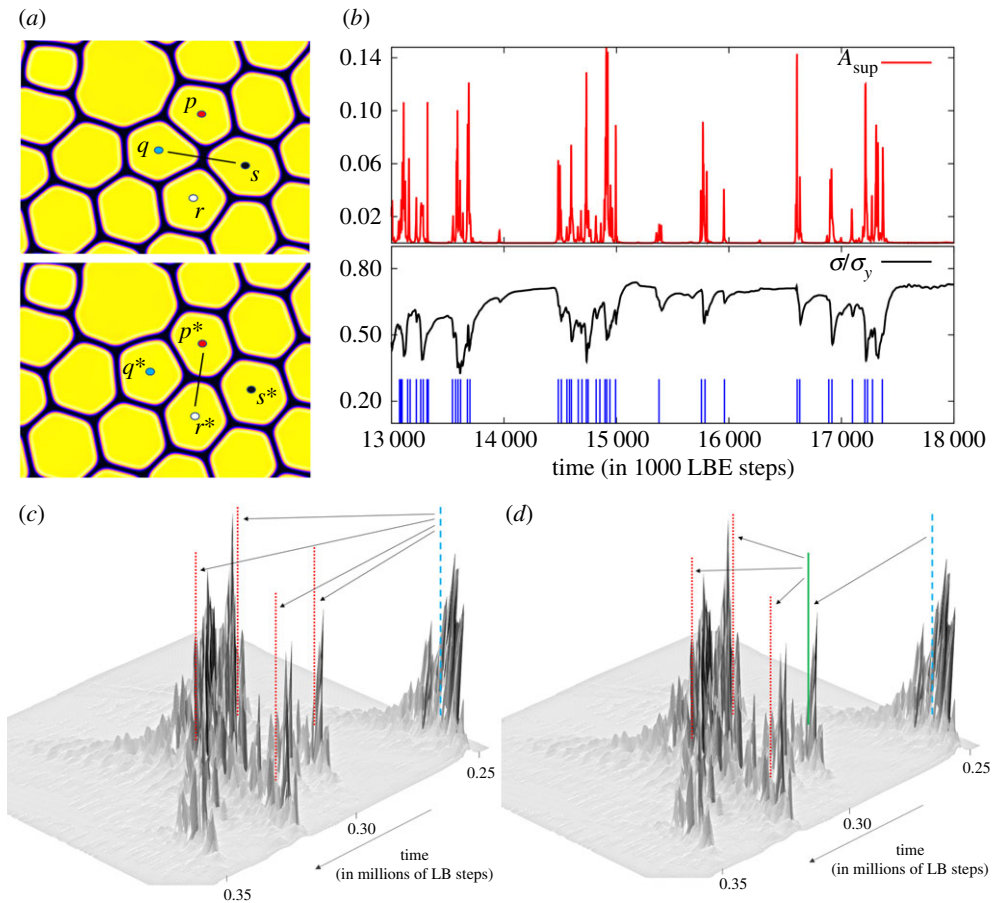 (a)
p
q
s
r
p*
q*
s*
r*
(b)
0.14
0.10
0.06
0.02
A_sup
0.80
0.50
0.20
σ/σ_y
13 000 14 000 15 000 16 000 17 000 18 000
time (in 1000 LBE steps)
(c)
0.25
0.30
0.35
time
(in millions of LB steps)
(d)
0.25
0.30
0.35
time
(in millions of LB steps)